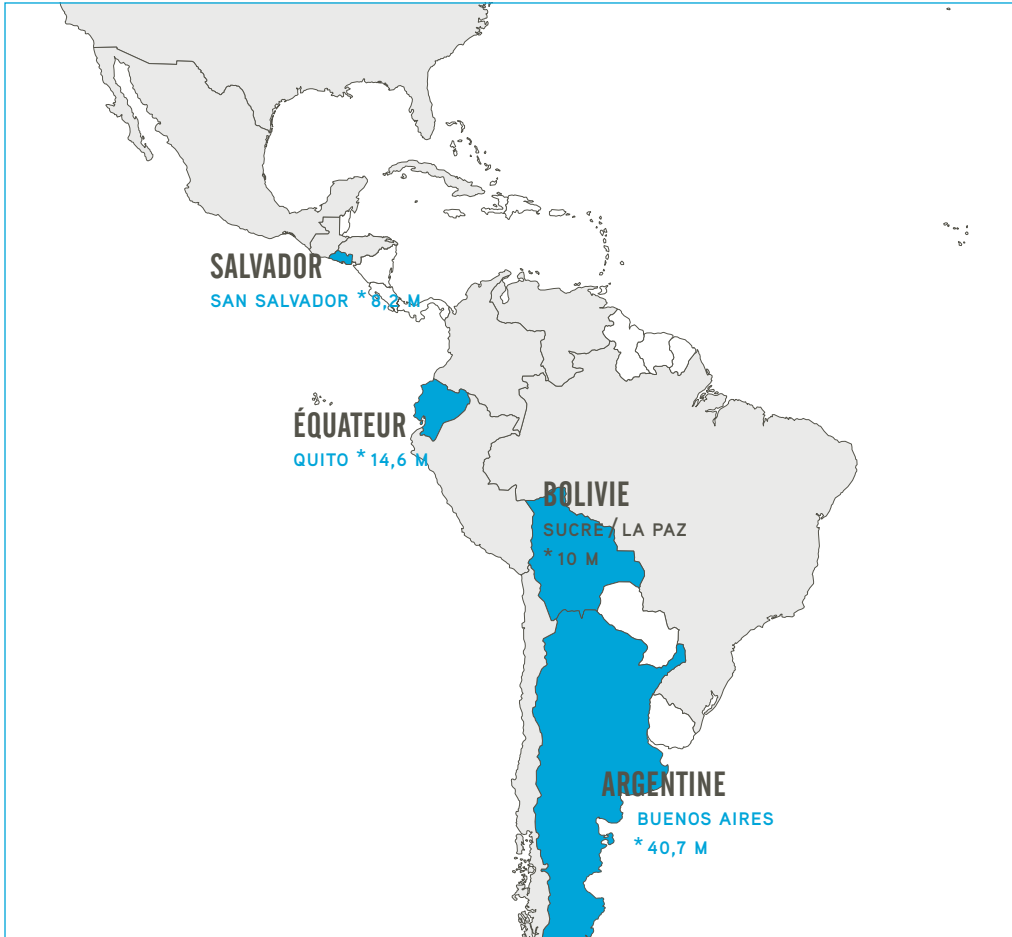 SALVADOR
SAN SALVADOR *8,2 M
ÉQUATEUR
QUITO *14,6 M
BOLIVIE
SUCRE / LA PAZ
*10 M
ARGENTINE
BUENOS AIRES
*40,7 M